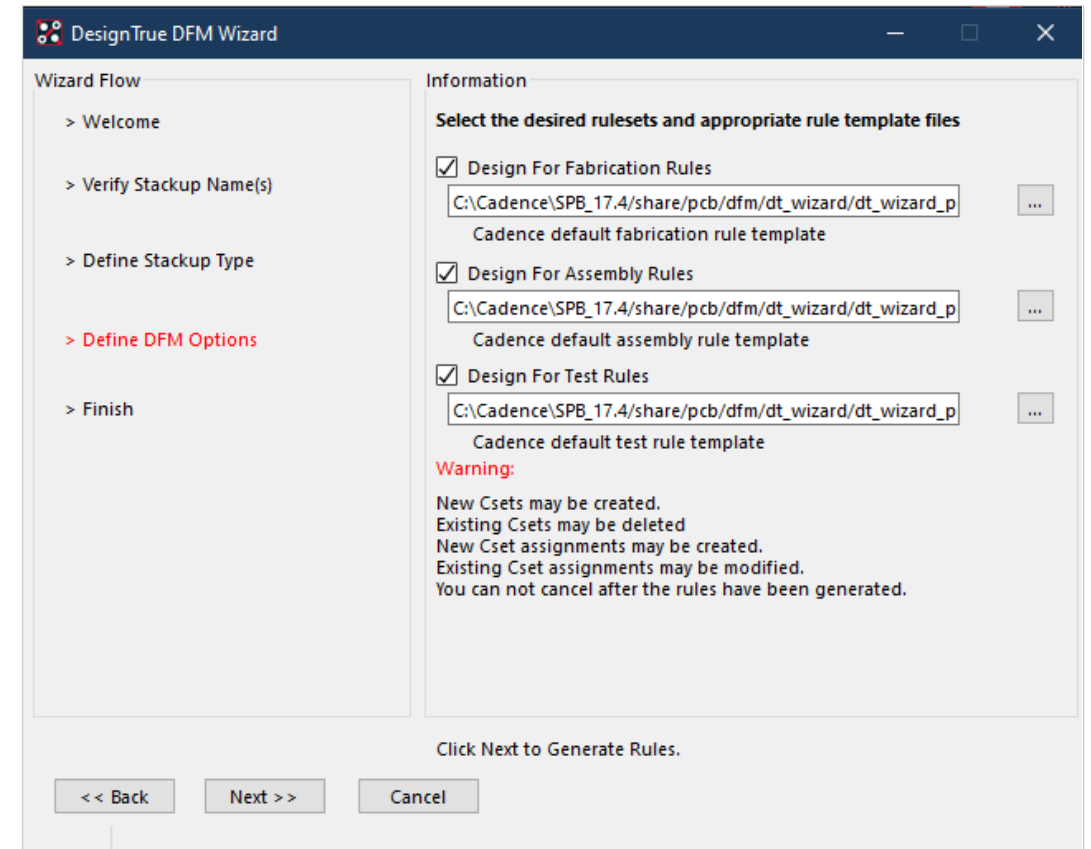 DesignTrue DFM Wizard
Wizard Flow
> Welcome
> Verify Stackup Name(s)
> Define Stackup Type
> Define DFM Options
> Finish
Information
Select the desired rulesets and appropriate rule template files
Design For Fabrication Rules
C:\Cadence\SPB_17.4/share/pcb/dfm/dt_wizard/dt_wizard_p
...
Cadence default fabrication rule template
Design For Assembly Rules
C:\Cadence\SPB_17.4/share/pcb/dfm/dt_wizard/dt_wizard_p
...
Cadence default assembly rule template
Design For Test Rules
C:\Cadence\SPB_17.4/share/pcb/dfm/dt_wizard/dt_wizard_p
...
Cadence default test rule template
Warning:
New Csets may be created.
Existing Csets may be deleted
New Cset assignments may be created.
Existing Cset assignments may be modified.
You can not cancel after the rules have been generated.
Click Next to Generate Rules.
<< Back
Next >>
Cancel